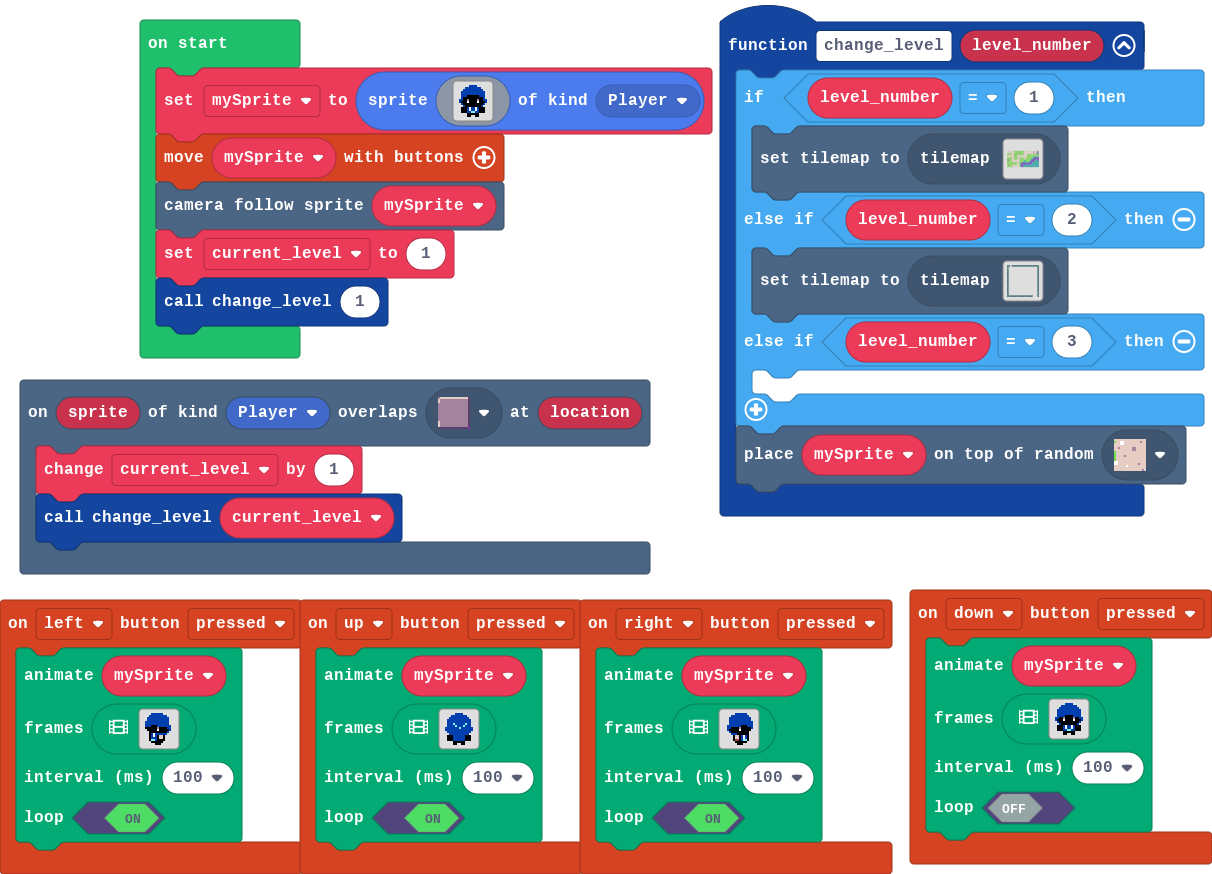 on start
set mySprite to sprite of kind Player
move mySprite with buttons
camera follow sprite mySprite
set current_level to 1
call change_level 1
function change_level level_number
if level_number = 1 then
set tilemap to tilemap
else if level_number = 2 then
set tilemap to tilemap
else if level_number = 3 then
place mySprite on top of random
on sprite of kind Player overlaps at location
change current_level by 1
call change_level current_level
on left button pressed
animate mySprite
frames
interval (ms) 100
loop ON
on up button pressed
animate mySprite
frames
interval (ms) 100
loop ON
on right button pressed
animate mySprite
frames
interval (ms) 100
loop ON
on down button pressed
animate mySprite
frames
interval (ms) 100
loop OFF